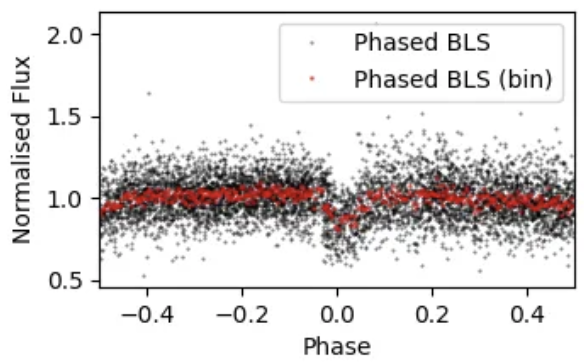 Phased BLS
Phased BLS (bin)
Normalised Flux
2.0
1.5
1.0
0.5
−0.4 −0.2 0.0 0.2 0.4
Phase